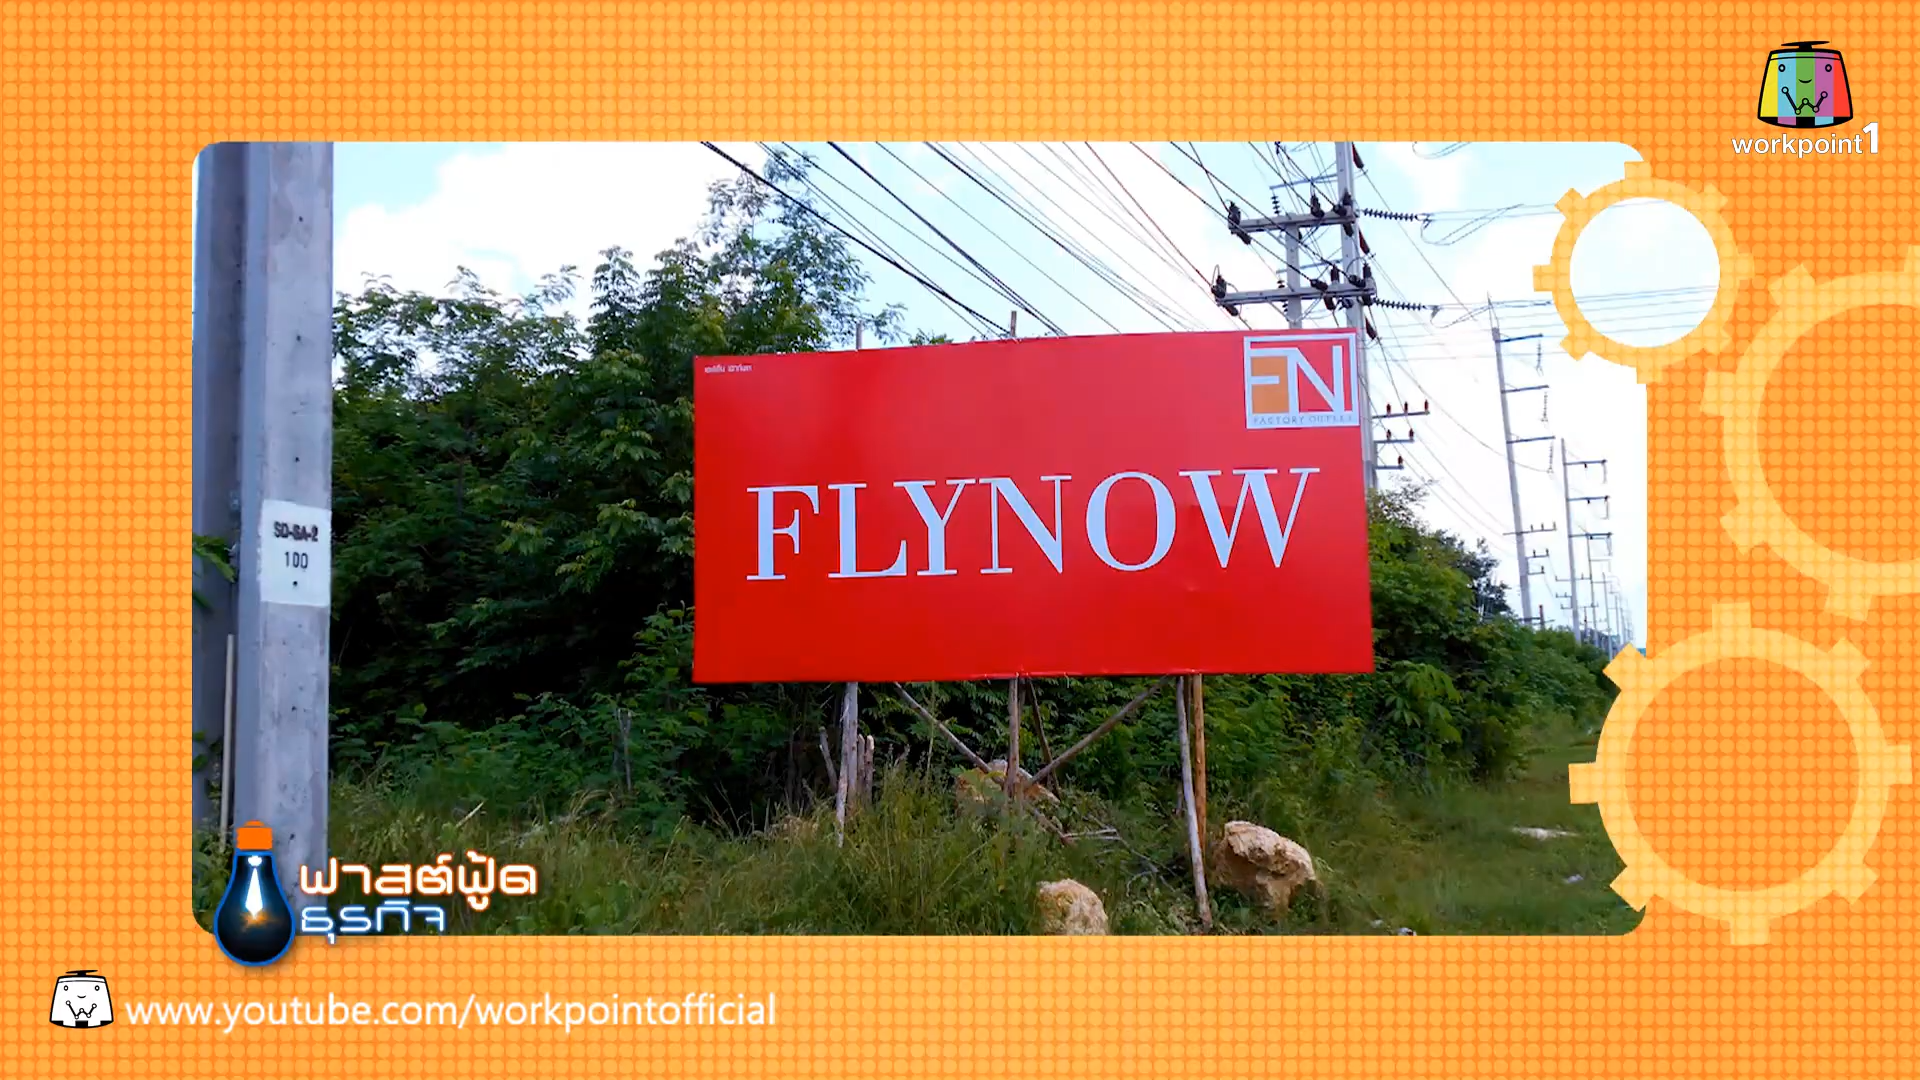 workpoint1
FN
FACTORY OUTLET
FLYNOW
SD-SA-2
100
ฟาสต์ฟู้ด
ธุรกิจ
www.youtube.com/workpointofficial